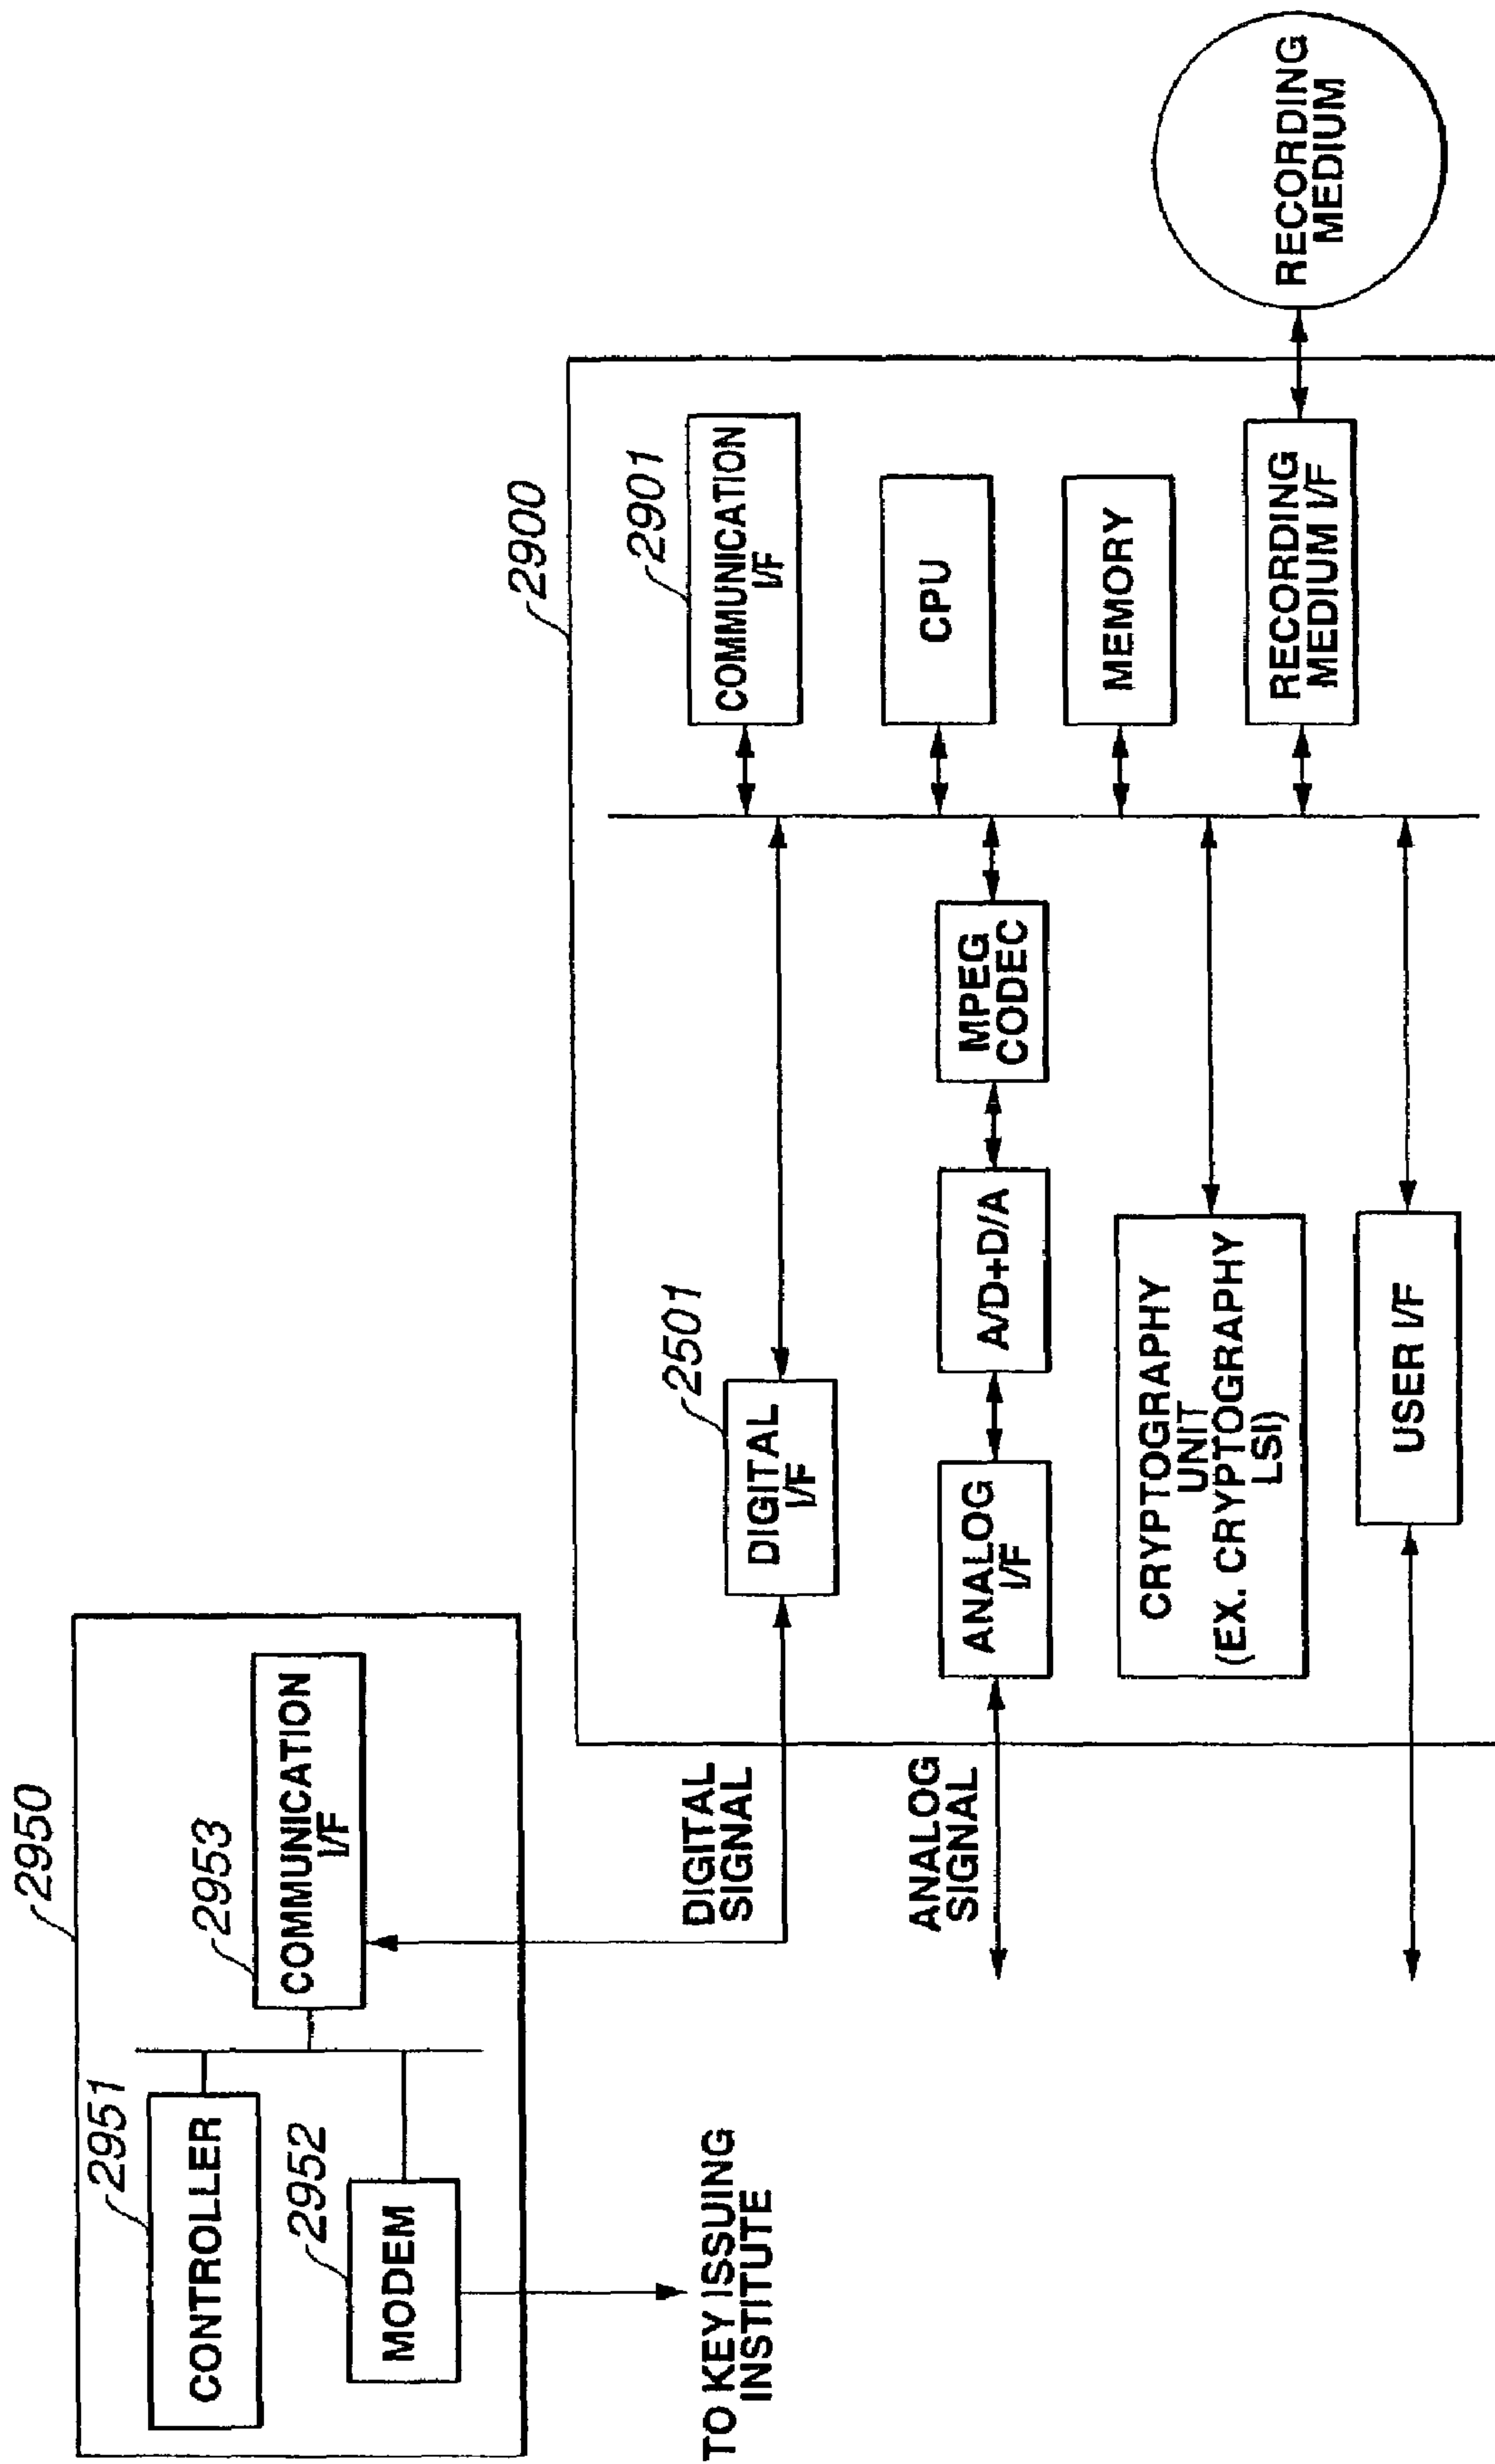 2950
2951
CONTROLLER
2953
COMMUNICATION
I/F
2952
MODEM
TO KEY ISSUING
INSTITUTE
DIGITAL
SIGNAL
ANALOG
SIGNAL
2900
2501
DIGITAL
I/F
2901
COMMUNICATION
I/F
CPU
ANALOG
I/F
A/D+D/A
MPEG
CODEC
MEMORY
CRYPTOGRAPHY
UNIT
(EX. CRYPTOGRAPHY
LSI)
RECORDING
MEDIUM I/F
RECORDING
MEDIUM
USER I/F